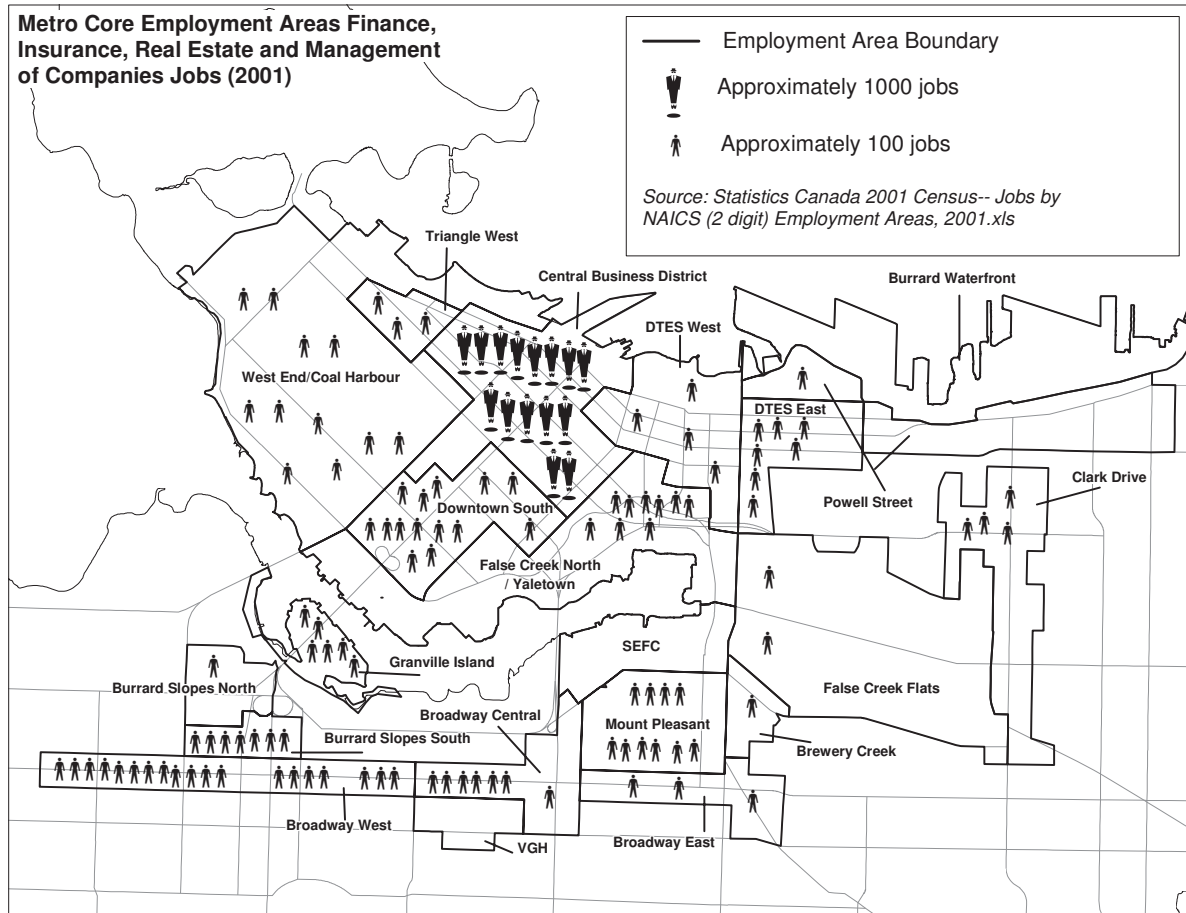 Metro Core Employment Areas Finance,
Insurance, Real Estate and Management
of Companies Jobs (2001)
Employment Area Boundary
Approximately 1000 jobs
Approximately 100 jobs
Source: Statistics Canada 2001 Census-- Jobs by
NAICS (2 digit) Employment Areas, 2001.xls
Triangle West
Central Business District
Burrard Waterfront
DTES West
West End/Coal Harbour
DTES East
Powell Street
Clark Drive
Downtown South
False Creek North
/ Yaletown
SEFC
Granville Island
Burrard Slopes North
False Creek Flats
Broadway Central
Mount Pleasant
Burrard Slopes South
Brewery Creek
Broadway West
Broadway East
VGH